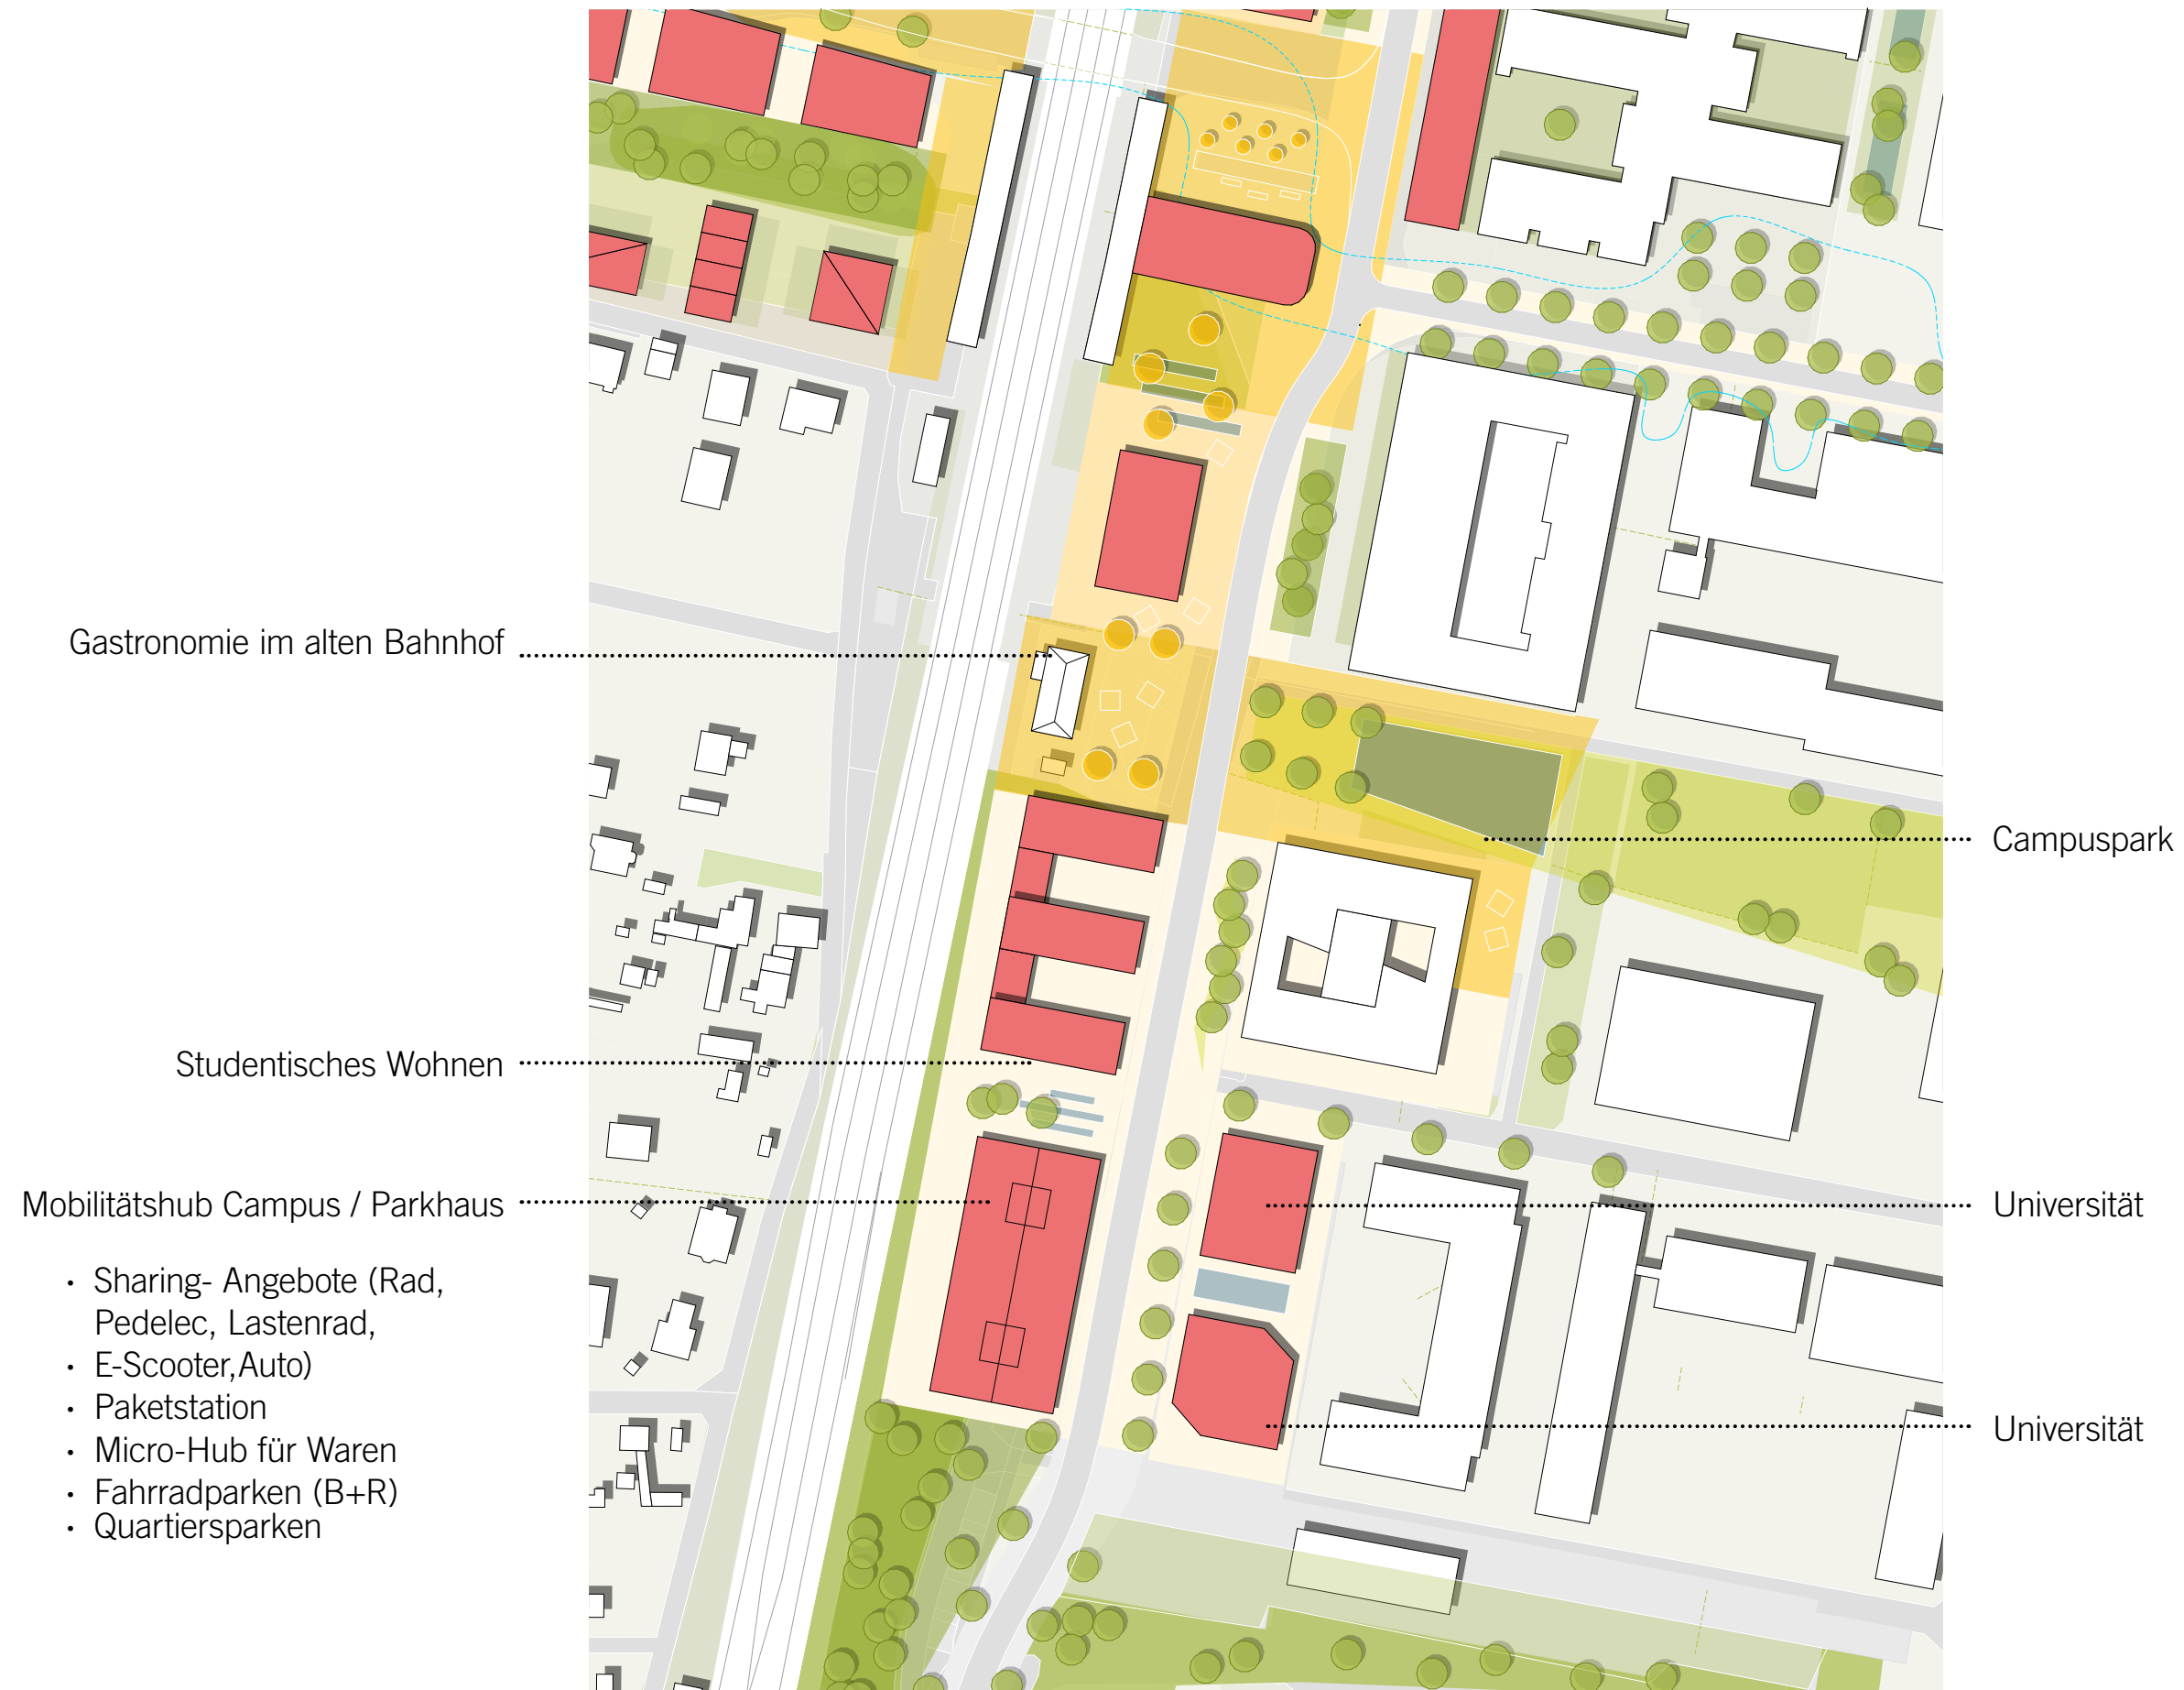 Gastronomie im alten Bahnhof
Campuspark
Studentisches Wohnen
Mobilitätshub Campus / Parkhaus
Universität
• Sharing- Angebote (Rad,
Pedelec, Lastenrad,
• E-Scooter,Auto)
• Paketstation
Universität
• Micro-Hub für Waren
• Fahrradparken (B+R)
• Quartiersparken